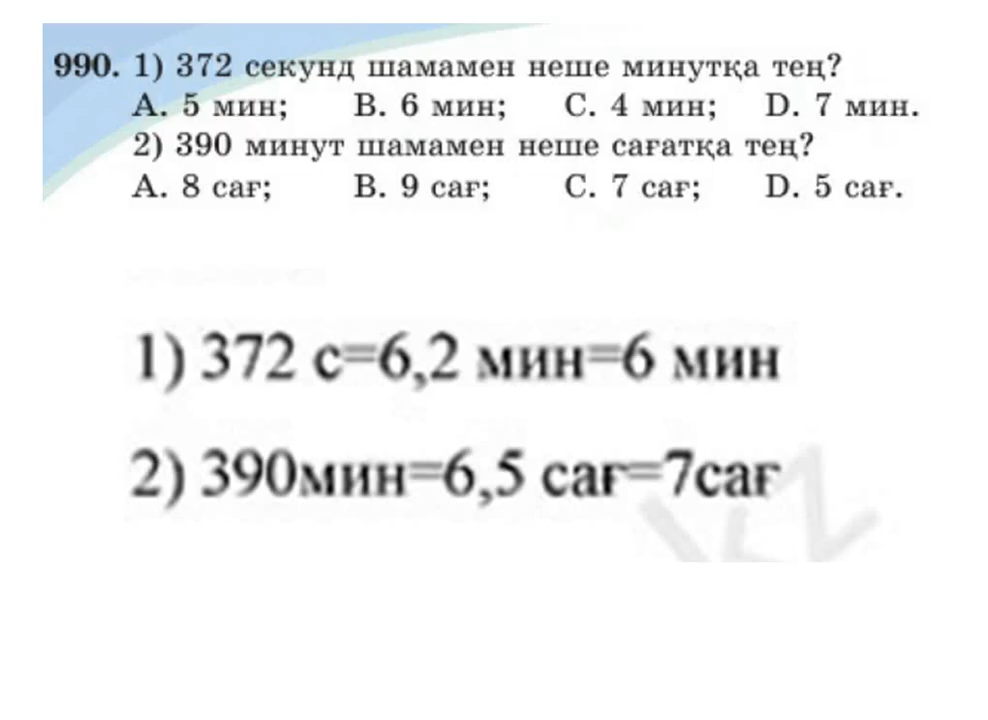 990. 1) 372 секунд шамамен неше минутқа тең?
A. 5 мин; B. 6 мин; C. 4 мин; D. 7 мин.
2) 390 минут шамамен неше сағатқа тең?
A. 8 сағ; B. 9 сағ; C. 7 сағ; D. 5 сағ.
1) 372 с=6,2 мин=6 мин
2) 390мин=6,5 сағ=7сағ